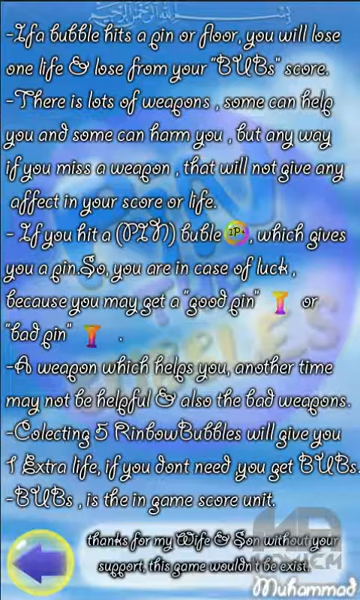 بسم الله الرحمن الرحيم
-Ifa bubble hits a pin or floor, you will lose
one life & lose from your "BUBs" score.
-There is lots of weapons , some can help
you and some can harm you , but any way
if you miss a weapon , that will not give any
affect in your score or life.
- If you hit a (PIN) buble 1P. , which gives
you a pin.So, you are in case of luck ,
because you may get a "good pin" or
"bad pin" .
-A weapon which helps you, another time
may not be helpful & also the bad weapons.
-Colecting 5 RinbowBubbles will give you
1 Extra life, if you dont need you get BUBs.
-BUBs , is the in game score unit.
thanks for my Wife & Son without your
support, this game wouldn't be exist.
Muhammad